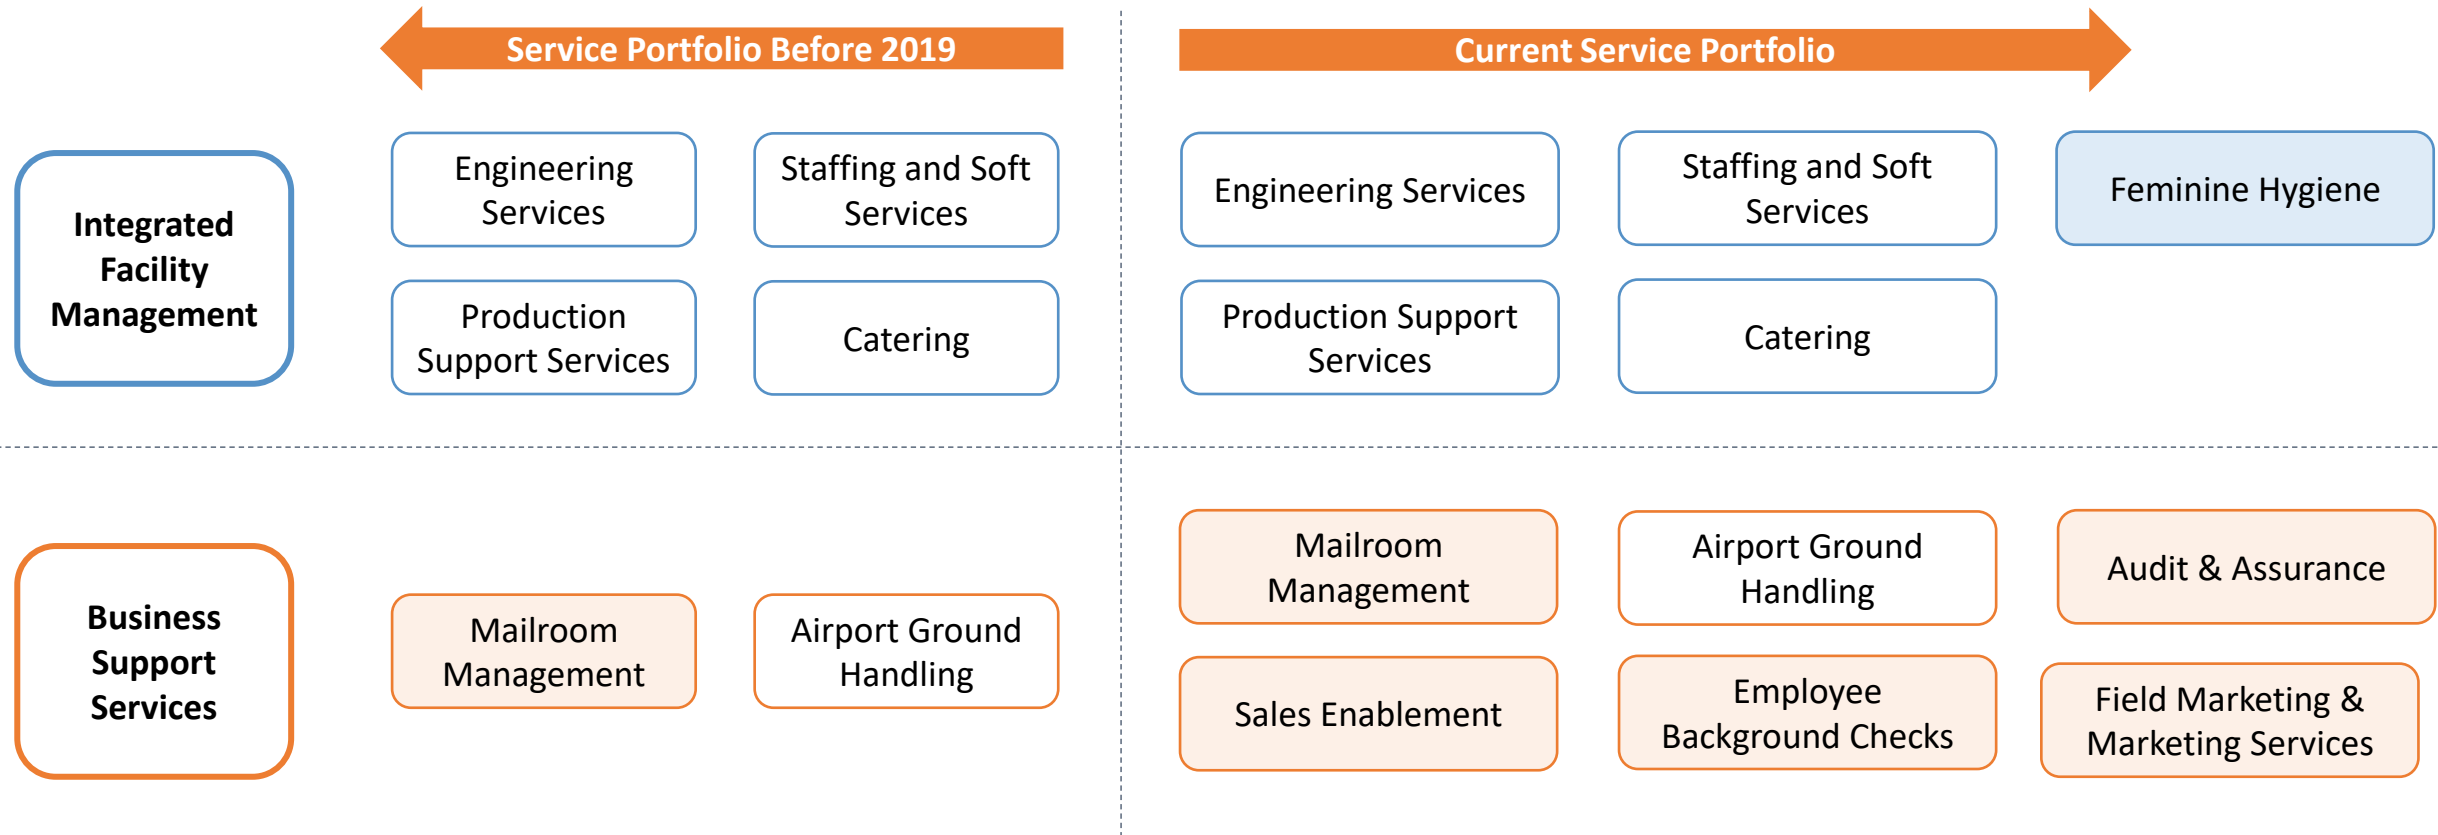 Service Portfolio Before 2019
Current Service Portfolio
Integrated
Facility
Management
Engineering
Services
Staffing and Soft
Services
Production
Support Services
Catering
Engineering Services
Staffing and Soft
Services
Feminine Hygiene
Production Support
Services
Catering
Business
Support
Services
Mailroom
Management
Airport Ground
Handling
Mailroom
Management
Airport Ground
Handling
Audit & Assurance
Sales Enablement
Employee
Background Checks
Field Marketing &
Marketing Services